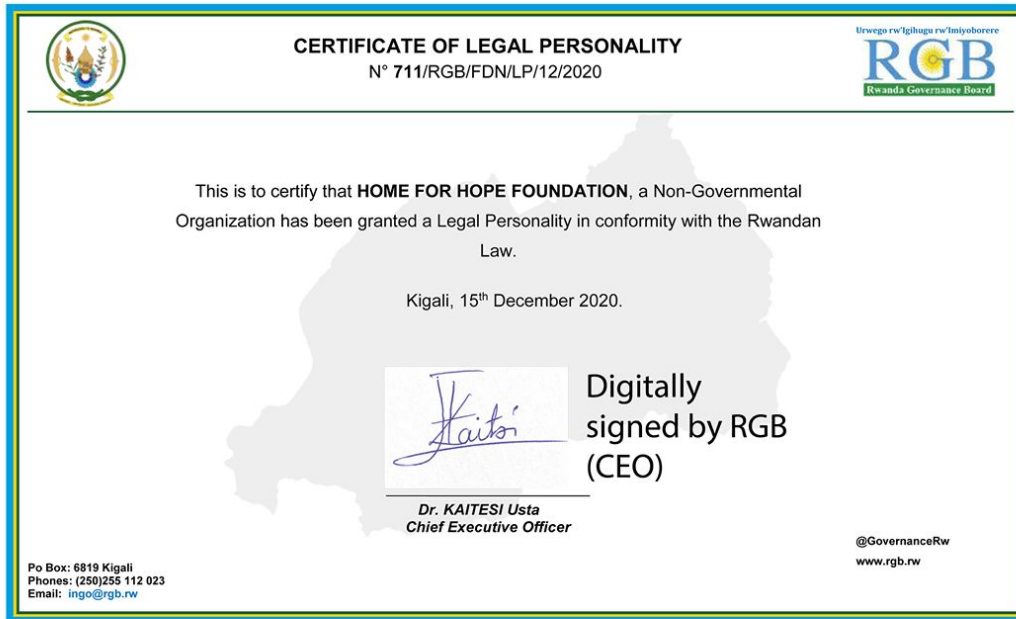 CERTIFICATE OF LEGAL PERSONALITY
N° 711/RGB/FDN/LP/12/2020
Urwego rw'Igihugu rw'Imiyoborere
RGB
Rwanda Governance Board
This is to certify that HOME FOR HOPE FOUNDATION, a Non-Governmental
Organization has been granted a Legal Personality in conformity with the Rwandan
Law.
Kigali, 15th December 2020.
Kaitsi
Digitally
signed by RGB
(CEO)
Dr. KAITESI Usta
Chief Executive Officer
@GovernanceRw
www.rgb.rw
Po Box: 6819 Kigali
Phones: (250)255 112 023
Email: ingo@rgb.rw